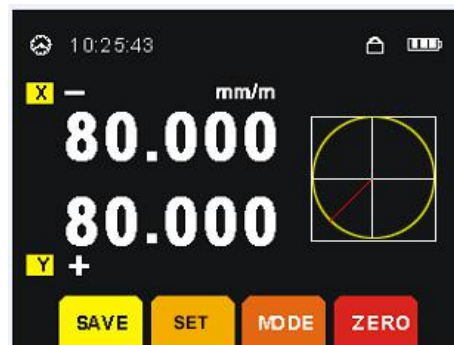 10:25:43
X − mm/m
80.000
80.000
Y +
SAVE SET MODE ZERO